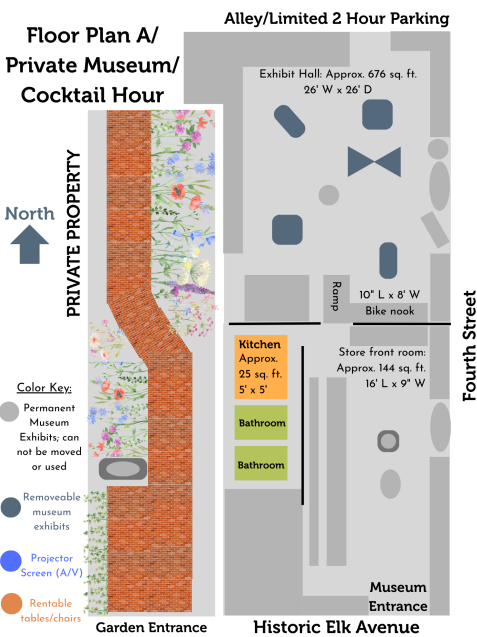 Alley/Limited 2 Hour Parking
Floor Plan A/
Private Museum/
Cocktail Hour
Exhibit Hall: Approx. 676 sq. ft.
26' W x 26' D
North
PRIVATE PROPERTY
Ramp
10" L x 8' W
Bike nook
Fourth Street
Kitchen
Approx.
25 sq. ft.
5' x 5'
Store front room:
Approx. 144 sq. ft.
16' L x 9" W
Bathroom
Bathroom
Color Key:
Permanent
Museum
Exhibits; can
not be moved
or used
Removeable
museum
exhibits
Projector
Screen (A/V)
Rentable
tables/chairs
Museum
Entrance
Garden Entrance
Historic Elk Avenue